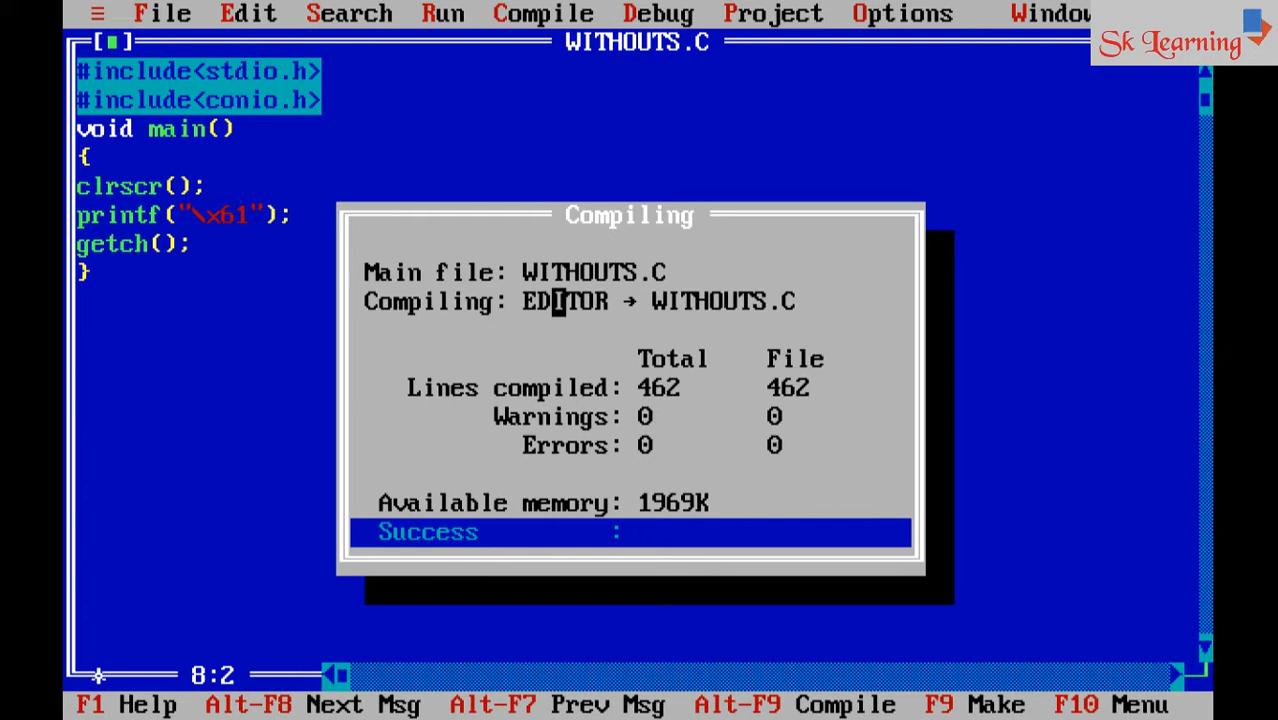 ≡ File Edit Search Run Compile Debug Project Options Window
Sk Learning
[■] WITHOUTS.C
#include<stdio.h>
#include<conio.h>
void main()
{
clrscr();
printf("\x61");
getch();
}
Compiling
Main file: WITHOUTS.C
Compiling: EDITOR → WITHOUTS.C
Total File
Lines compiled: 462 462
Warnings: 0 0
Errors: 0 0
Available memory: 1969K
Success :
8:2
F1 Help Alt-F8 Next Msg Alt-F7 Prev Msg Alt-F9 Compile F9 Make F10 Menu